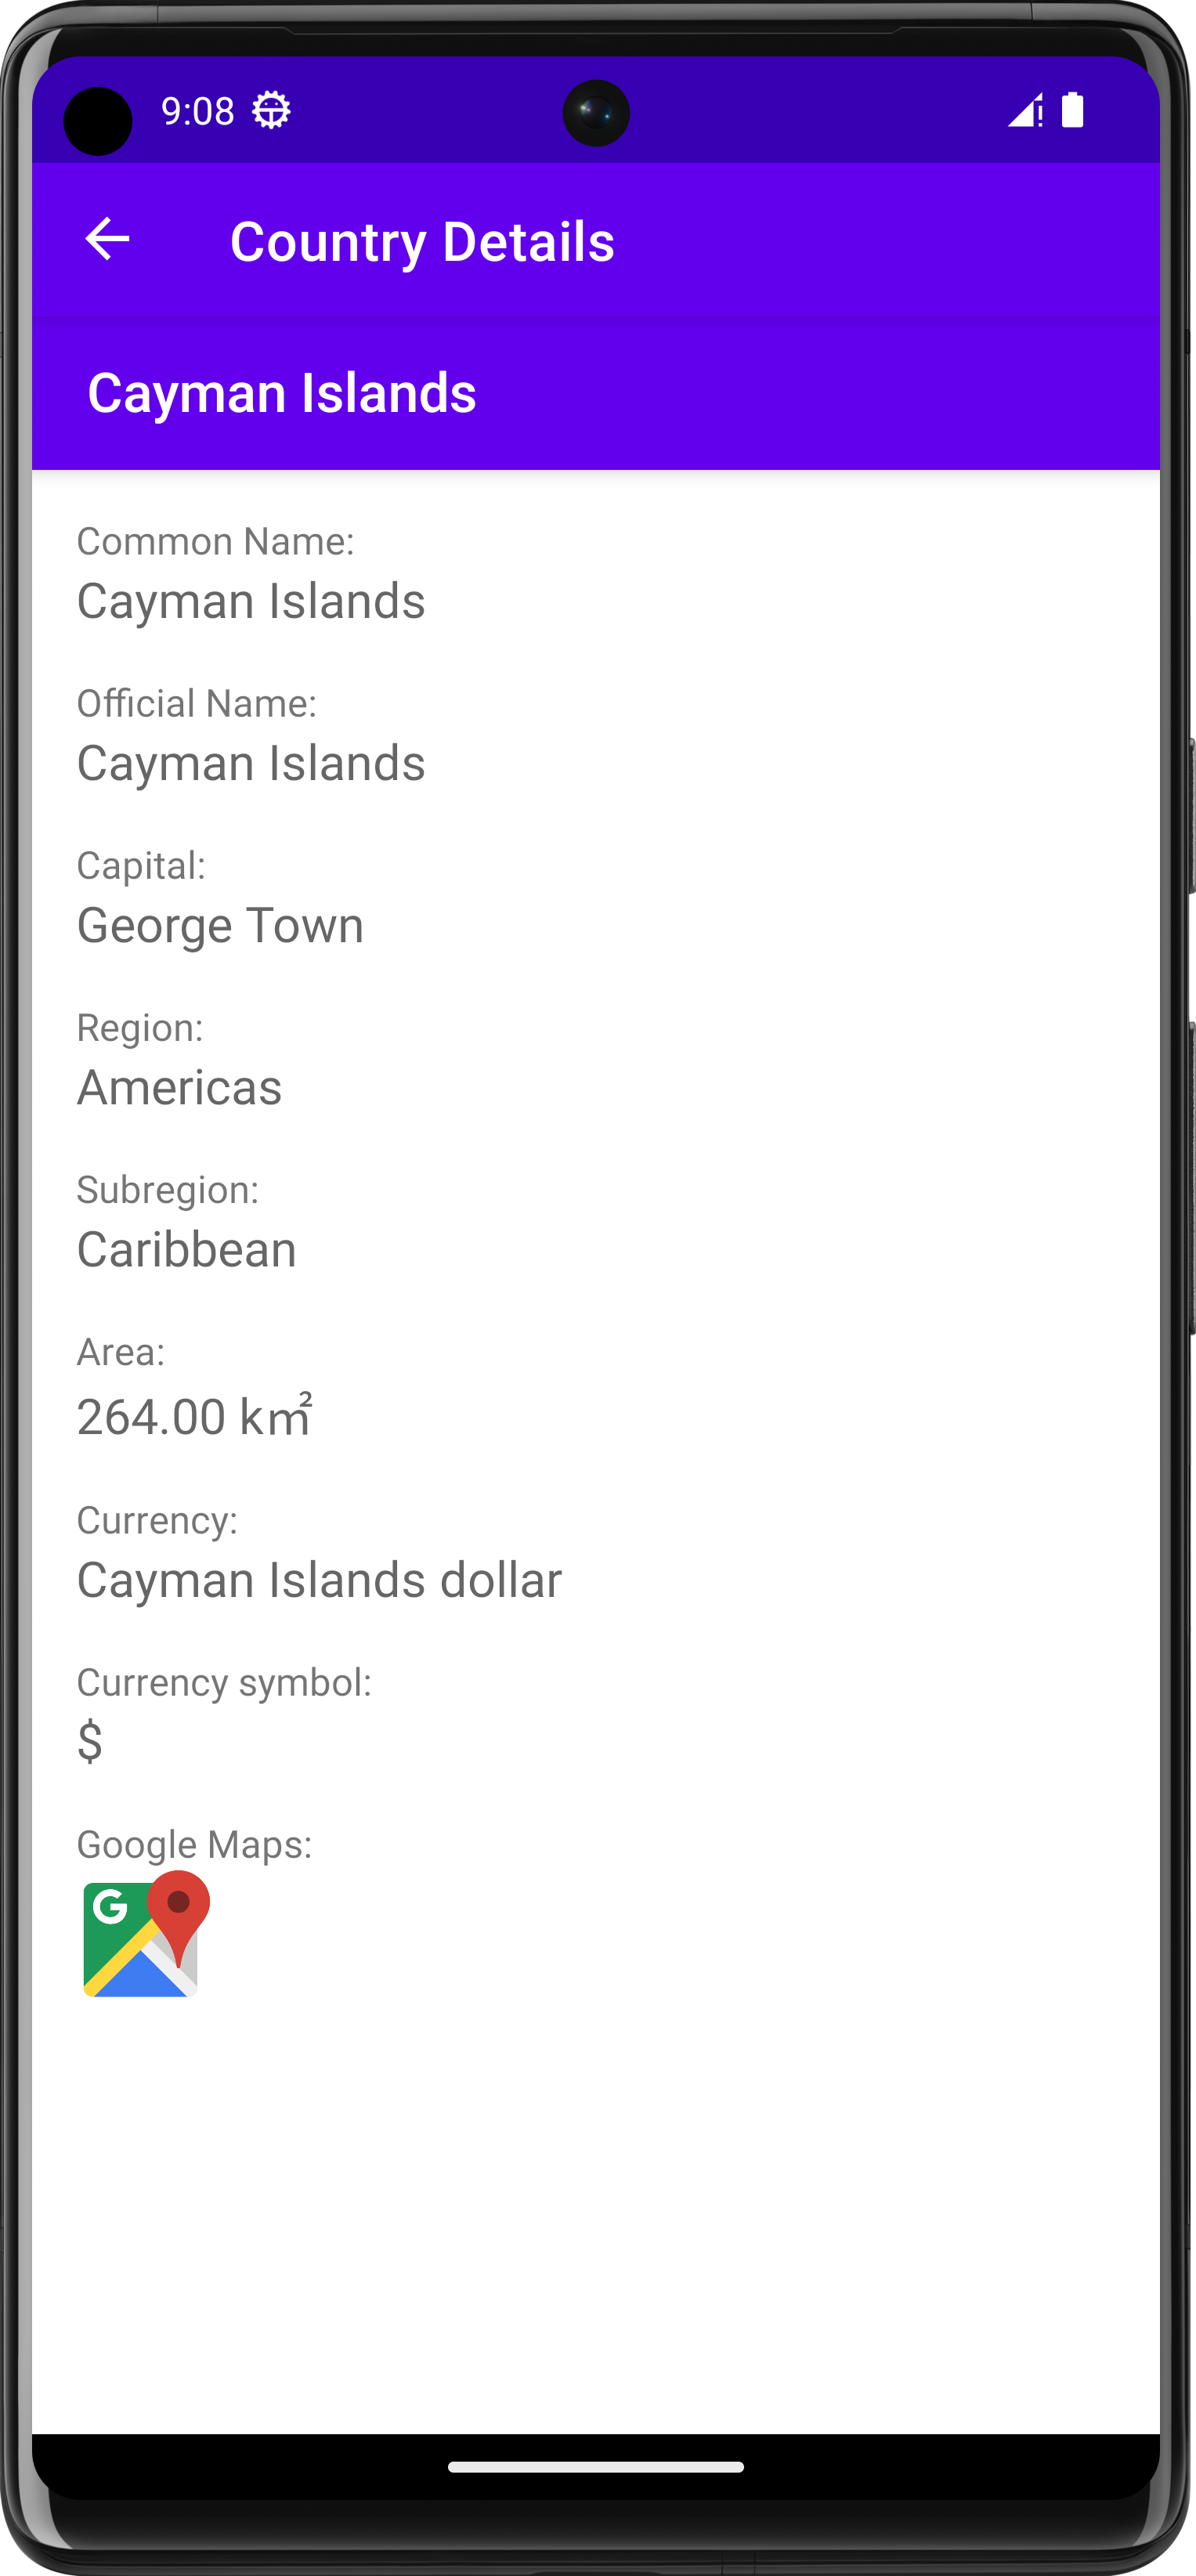 9:08
Country Details
Cayman Islands
Common Name:
Cayman Islands
Official Name:
Cayman Islands
Capital:
George Town
Region:
Americas
Subregion:
Caribbean
Area:
264.00 km²
Currency:
Cayman Islands dollar
Currency symbol:
$
Google Maps:
G